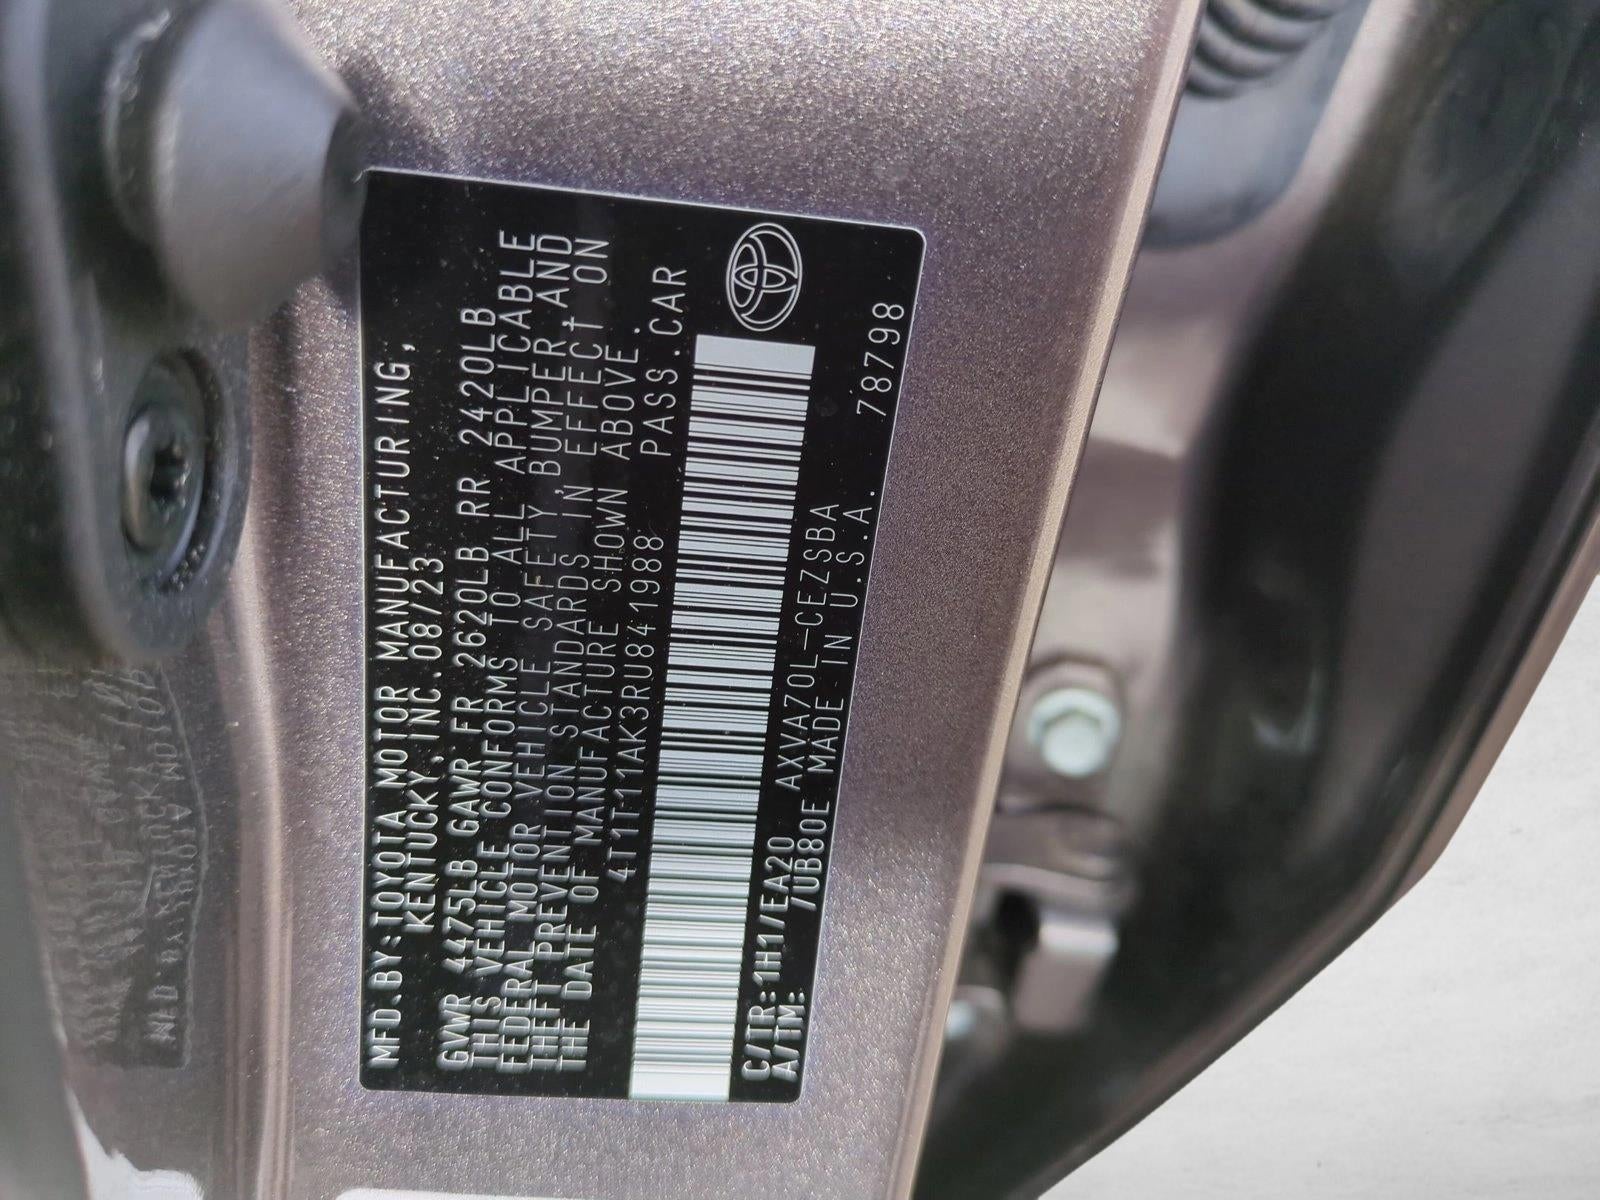 MFD.BY:TOYOTA MOTOR MANUFACTURING,
KENTUCKY, INC. 08/23
GVWR 4475LB GAWR FR 2620LB RR 2420LB
THIS VEHICLE CONFORMS TO ALL APPLICABLE
FEDERAL MOTOR VEHICLE SAFETY, BUMPER, AND
THEFT PREVENTION STANDARDS IN EFFECT ON
THE DATE OF MANUFACTURE SHOWN ABOVE.
4T1T11AK3RU841988 PASS.CAR
C/TR:1H1/EA20 AXVA70L-CEZSBA
A/TM: /UB80E MADE IN U.S.A. 78798